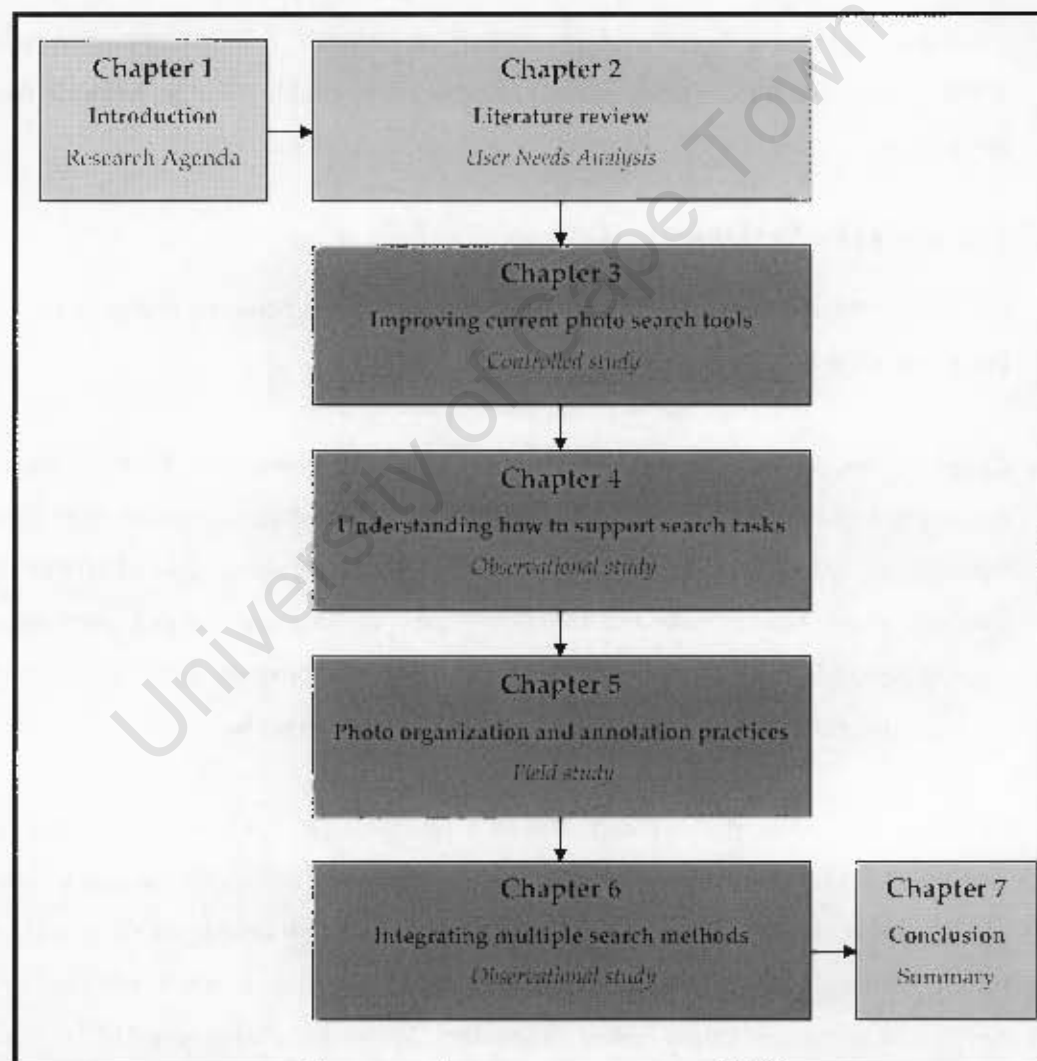 Chapter 1
Introduction
Research Agenda
Chapter 2
Literature review
User Needs Analysis
Chapter 3
Improving current photo search tools
Controlled study
Chapter 4
Understanding how to support search tasks
Observational study
Chapter 5
Photo organization and annotation practices
Field study
Chapter 6
Integrating multiple search methods
Observational study
Chapter 7
Conclusion
Summary
University of Cape Town